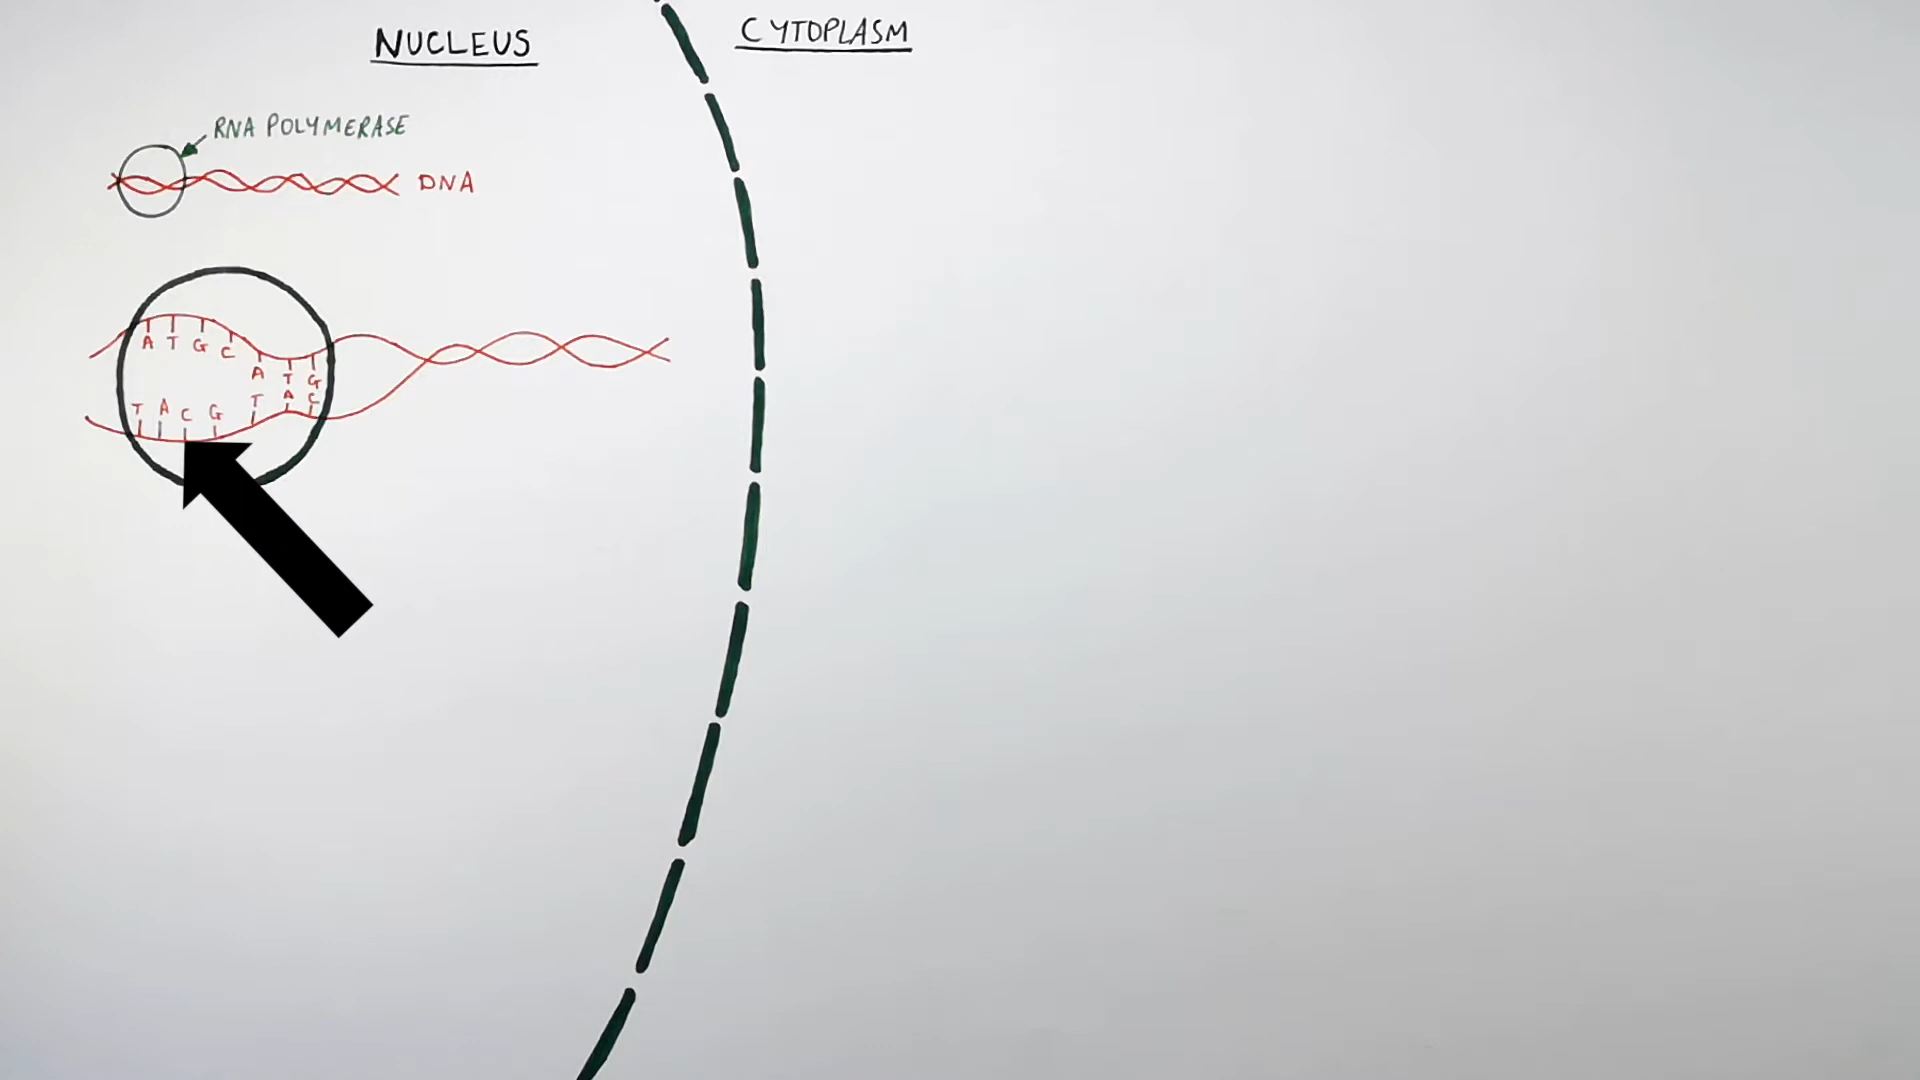 NUCLEUS
CYTOPLASM
RNA POLYMERASE
DNA
A T G C A T G
T A C G T A C